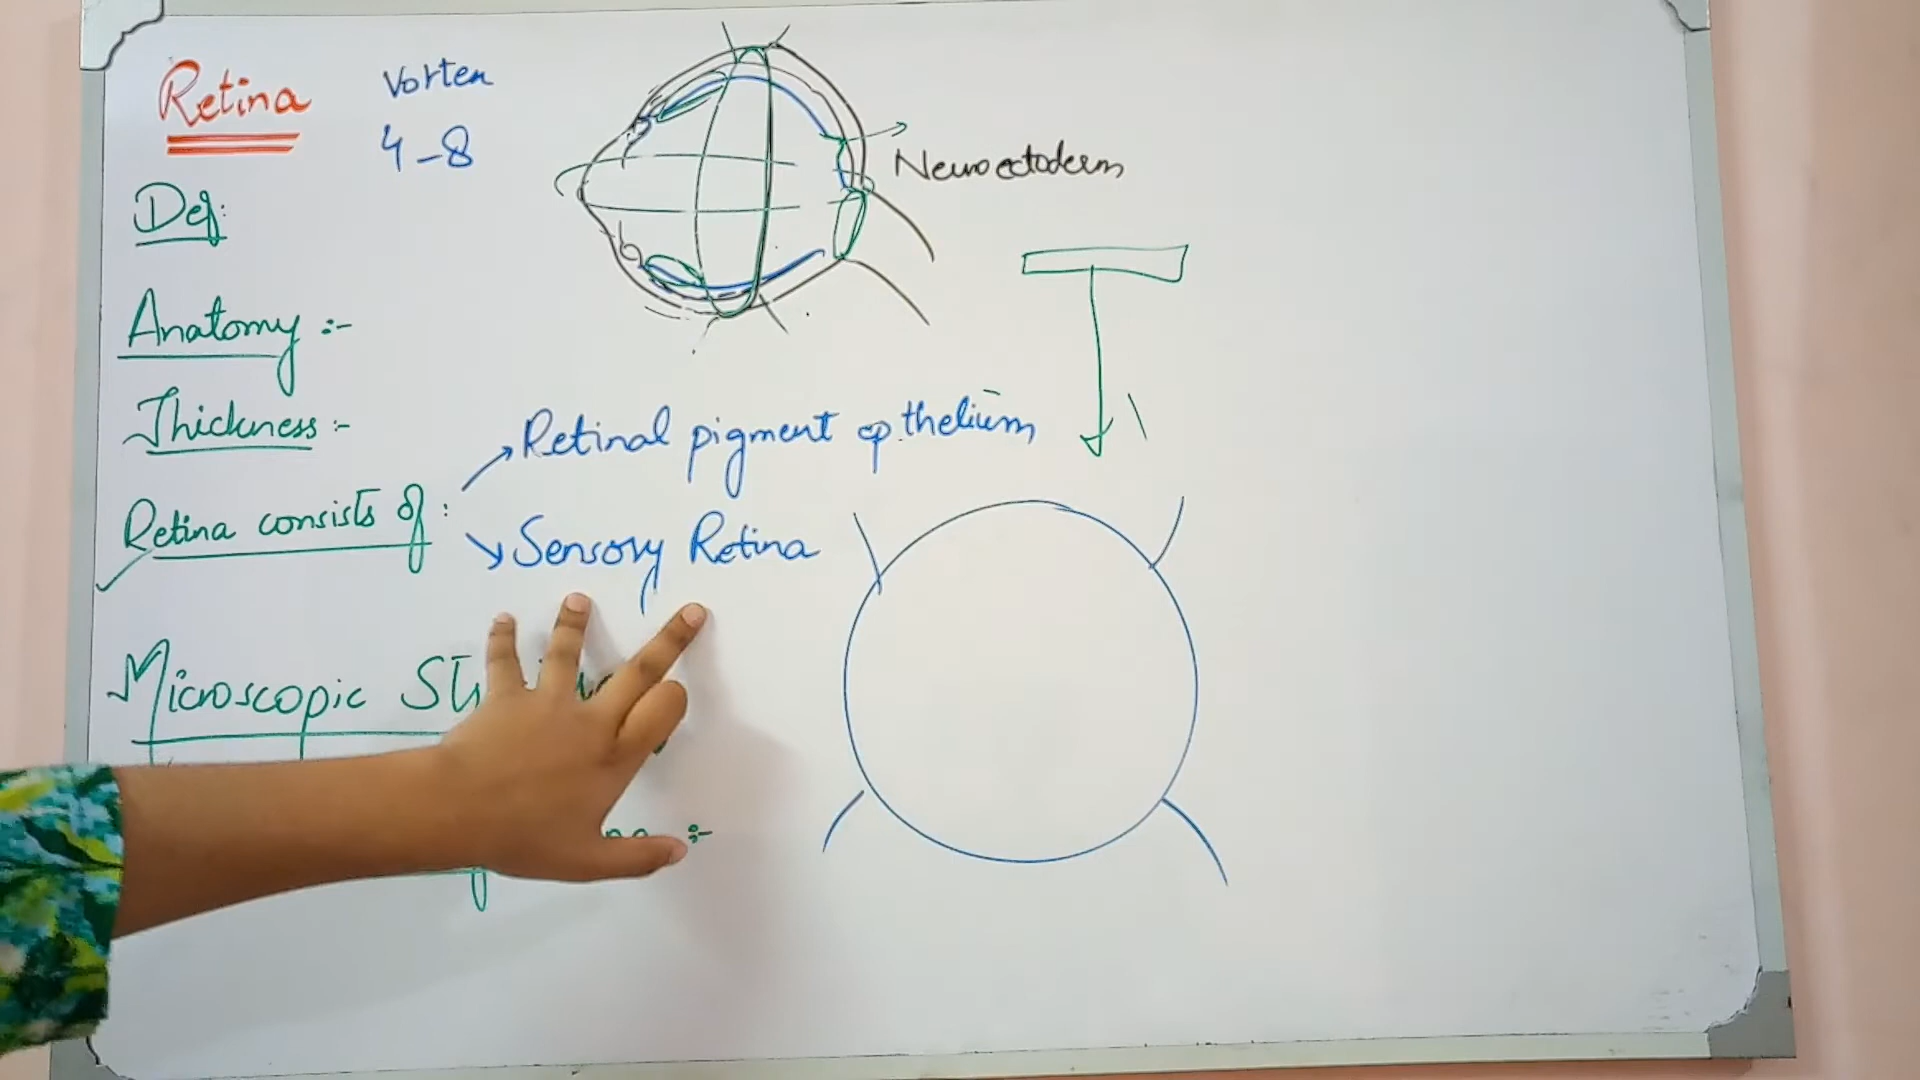 Retina
Vorten
4-8
Neuroectoderm
Def:
Anatomy :-
Thickness :-
Retina consists of :
Retinal pigment epithelium
Sensory Retina
Microscopic